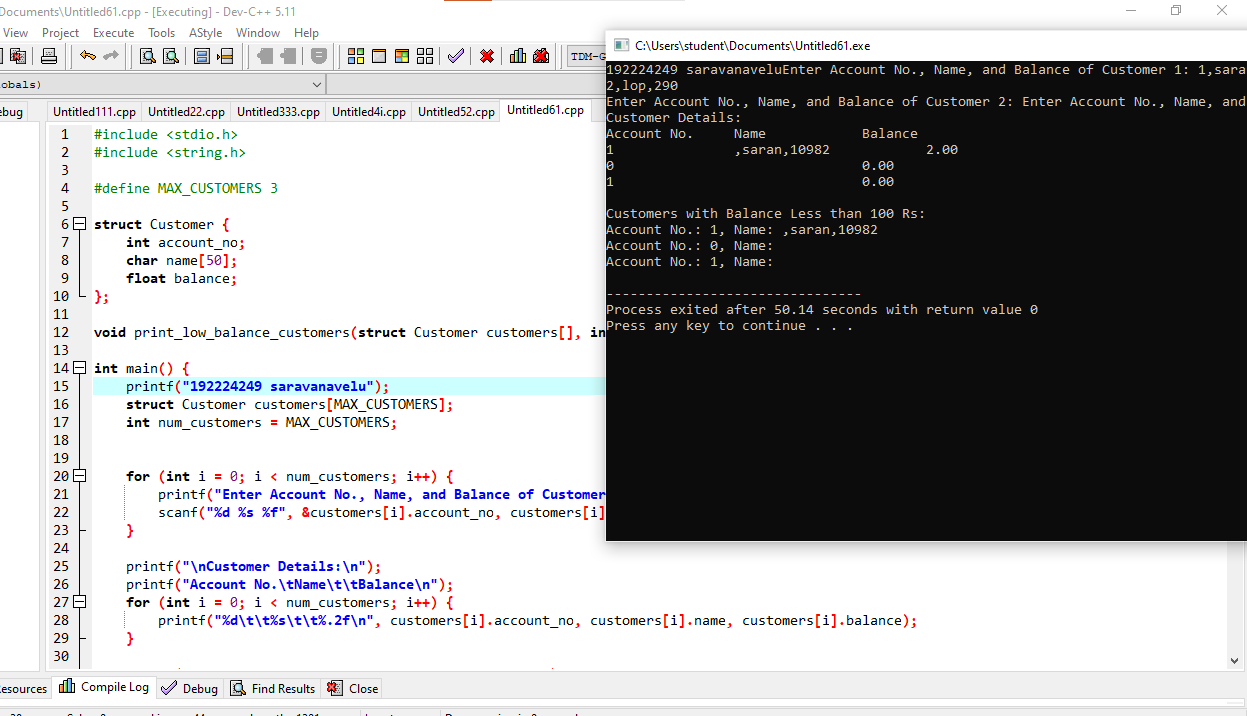 Documents\Untitled61.cpp - [Executing] - Dev-C++ 5.11
View Project Execute Tools AStyle Window Help
TDM-G
obals)
ebug
Untitled111.cpp Untitled22.cpp Untitled333.cpp Untitled4i.cpp Untitled52.cpp Untitled61.cpp
1 #include <stdio.h>
2 #include <string.h>
3
4 #define MAX_CUSTOMERS 3
5
6 struct Customer {
7 int account_no;
8 char name[50];
9 float balance;
10 };
11
12 void print_low_balance_customers(struct Customer customers[], in
13
14 int main() {
15 printf("192224249 saravanavelu");
16 struct Customer customers[MAX_CUSTOMERS];
17 int num_customers = MAX_CUSTOMERS;
18
19
20 for (int i = 0; i < num_customers; i++) {
21 printf("Enter Account No., Name, and Balance of Customer
22 scanf("%d %s %f", &customers[i].account_no, customers[i]
23 }
24
25 printf("\nCustomer Details:\n");
26 printf("Account No.\tName\t\tBalance\n");
27 for (int i = 0; i < num_customers; i++) {
28 printf("%d\t\t%s\t\t%.2f\n", customers[i].account_no, customers[i].name, customers[i].balance);
29 }
30
C:\Users\student\Documents\Untitled61.exe
192224249 saravanaveluEnter Account No., Name, and Balance of Customer 1: 1,sara
2,lop,290
Enter Account No., Name, and Balance of Customer 2: Enter Account No., Name, and
Customer Details:
Account No. Name Balance
1 ,saran,10982 2.00
0 0.00
1 0.00
Customers with Balance Less than 100 Rs:
Account No.: 1, Name: ,saran,10982
Account No.: 0, Name:
Account No.: 1, Name:
--------------------------------
Process exited after 50.14 seconds with return value 0
Press any key to continue . . .
esources Compile Log Debug Find Results Close